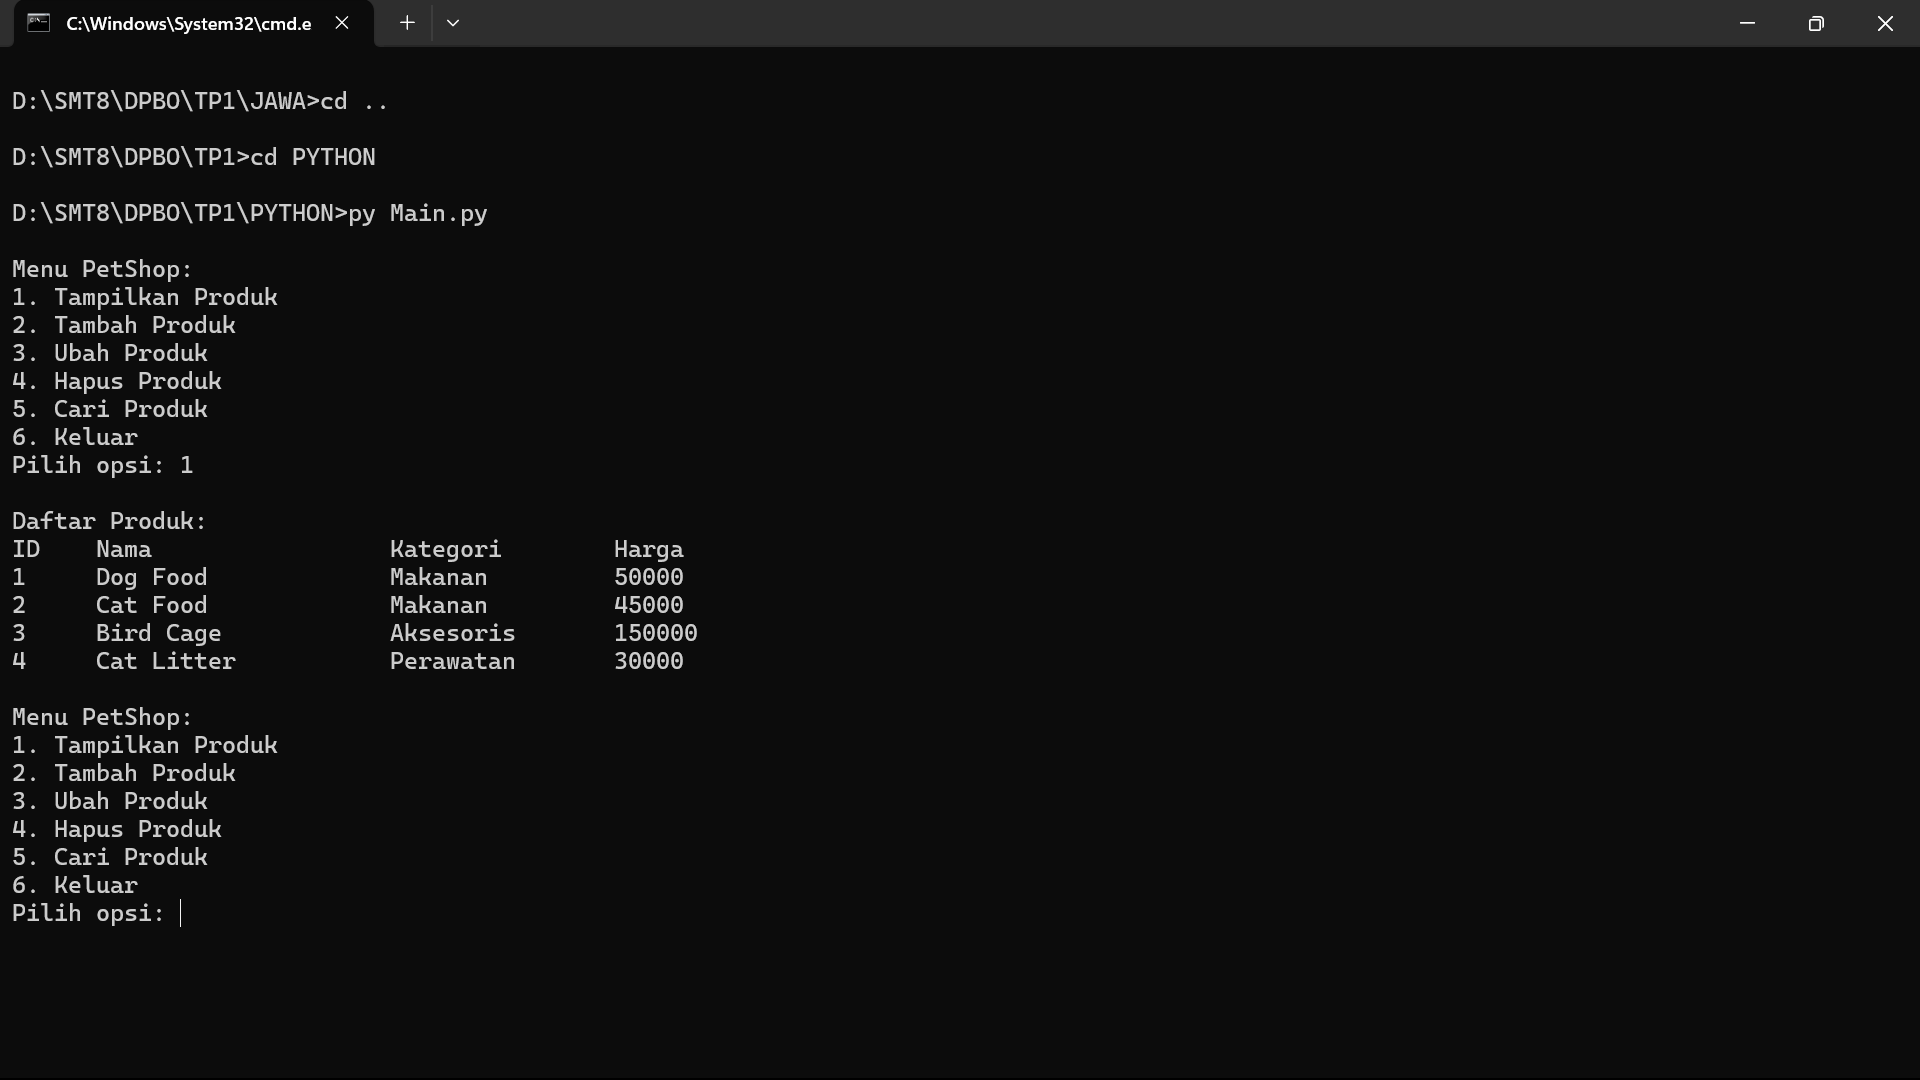 C:\Windows\System32\cmd.e
D:\SMT8\DPBO\TP1\JAWA>cd ..
D:\SMT8\DPBO\TP1>cd PYTHON
D:\SMT8\DPBO\TP1\PYTHON>py Main.py
Menu PetShop:
1. Tampilkan Produk
2. Tambah Produk
3. Ubah Produk
4. Hapus Produk
5. Cari Produk
6. Keluar
Pilih opsi: 1
Daftar Produk:
ID    Nama                 Kategori        Harga
1     Dog Food             Makanan         50000
2     Cat Food             Makanan         45000
3     Bird Cage            Aksesoris       150000
4     Cat Litter           Perawatan       30000
Menu PetShop:
1. Tampilkan Produk
2. Tambah Produk
3. Ubah Produk
4. Hapus Produk
5. Cari Produk
6. Keluar
Pilih opsi: